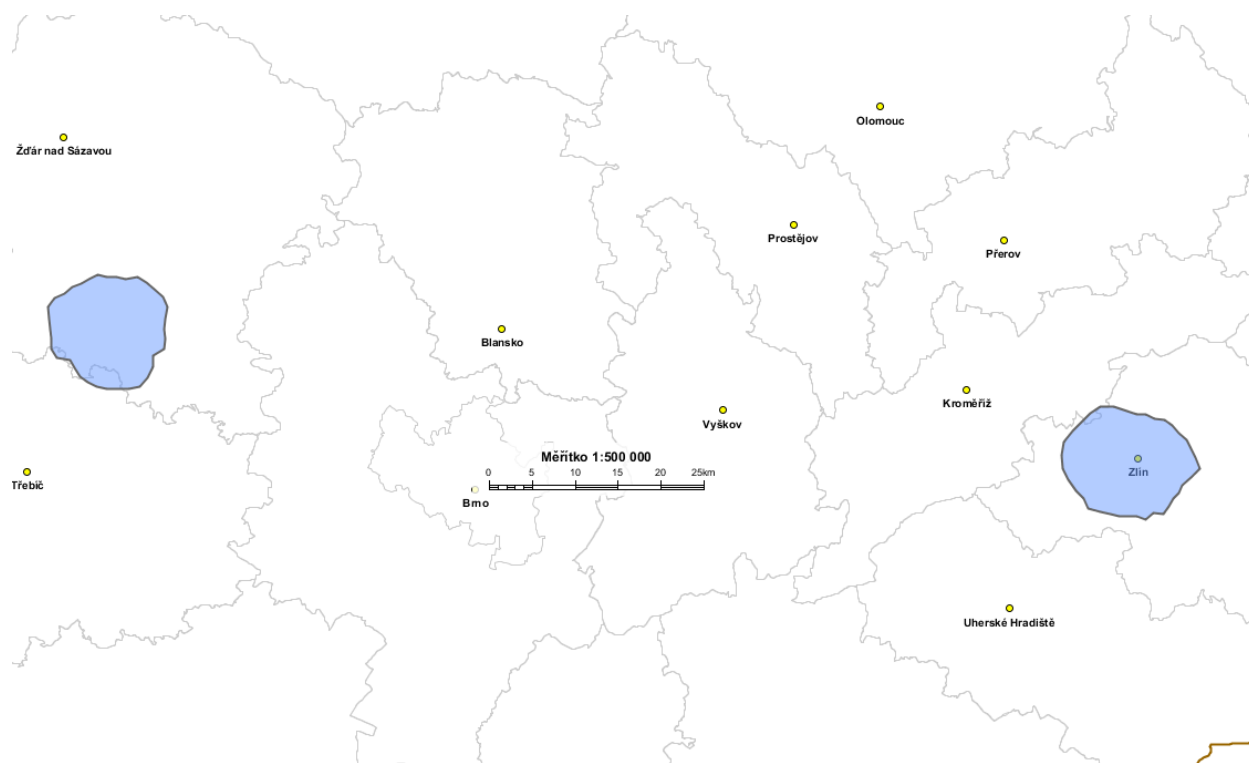 Olomouc
Žďár nad Sázavou
Prostějov
Přerov
Blansko
Kroměříž
Vyškov
Měřítko 1:500 000
0 5 10 15 20 25km
Zlín
Třebíč
Brno
Uherské Hradiště